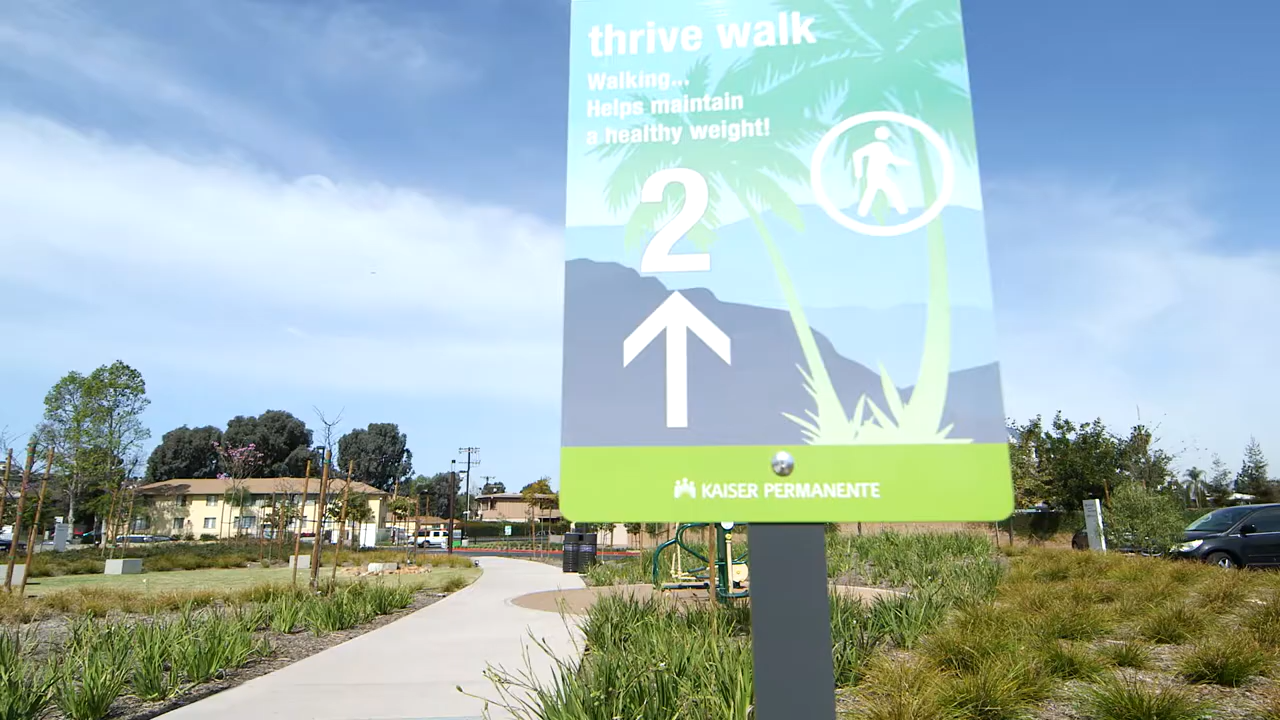 thrive walk
Walking...
Helps maintain
a healthy weight!
2
KAISER PERMANENTE